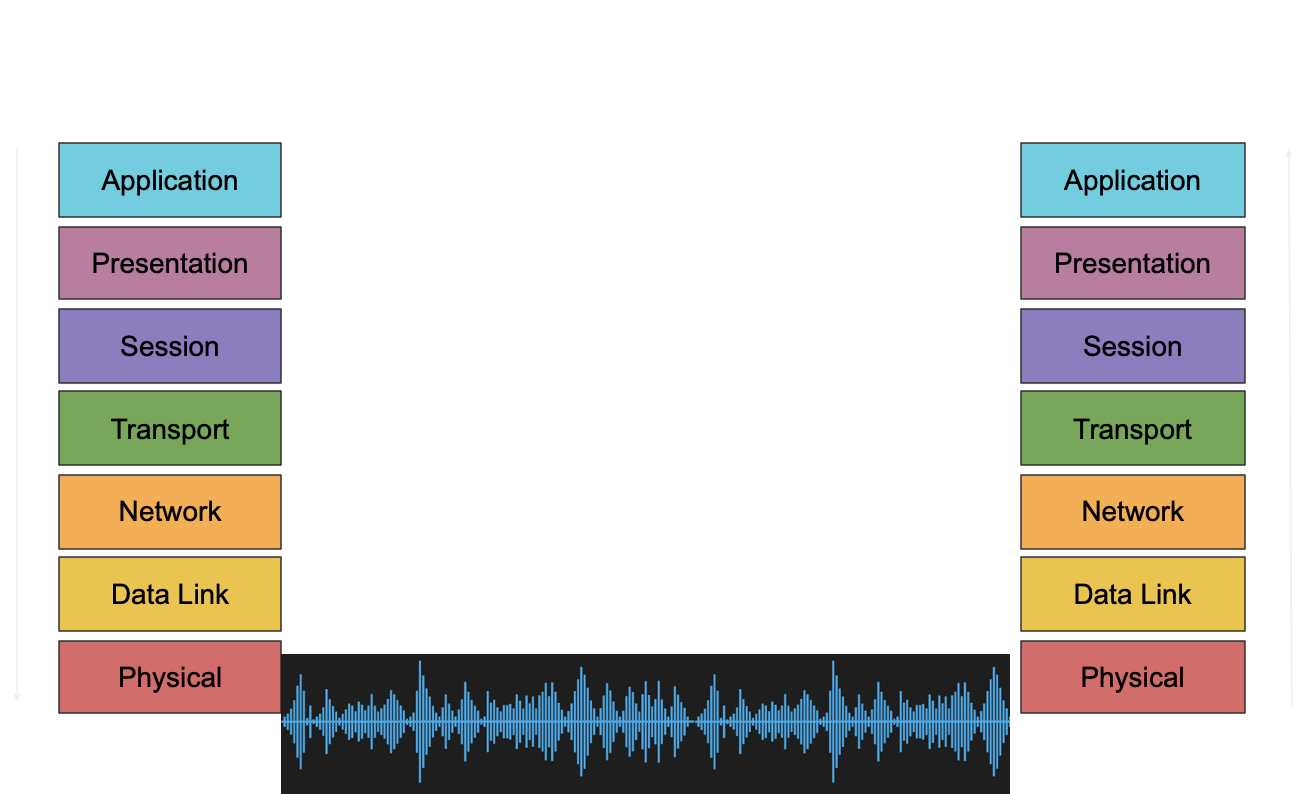 Application
Presentation
Session
Transport
Network
Data Link
Physical
Application
Presentation
Session
Transport
Network
Data Link
Physical